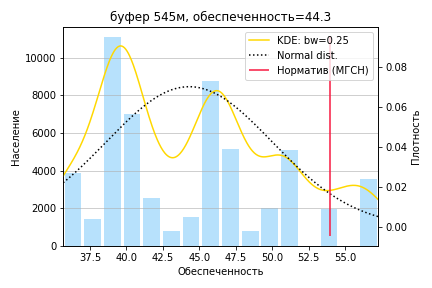 буфер 545м, обеспеченность=44.3
KDE: bw=0.25
Normal dist.
Норматив (МГСН)
Население
10000
8000
6000
4000
2000
0
0.08
0.06
0.04
0.02
0.00
Плотность
37.5 40.0 42.5 45.0 47.5 50.0 52.5 55.0
Обеспеченность